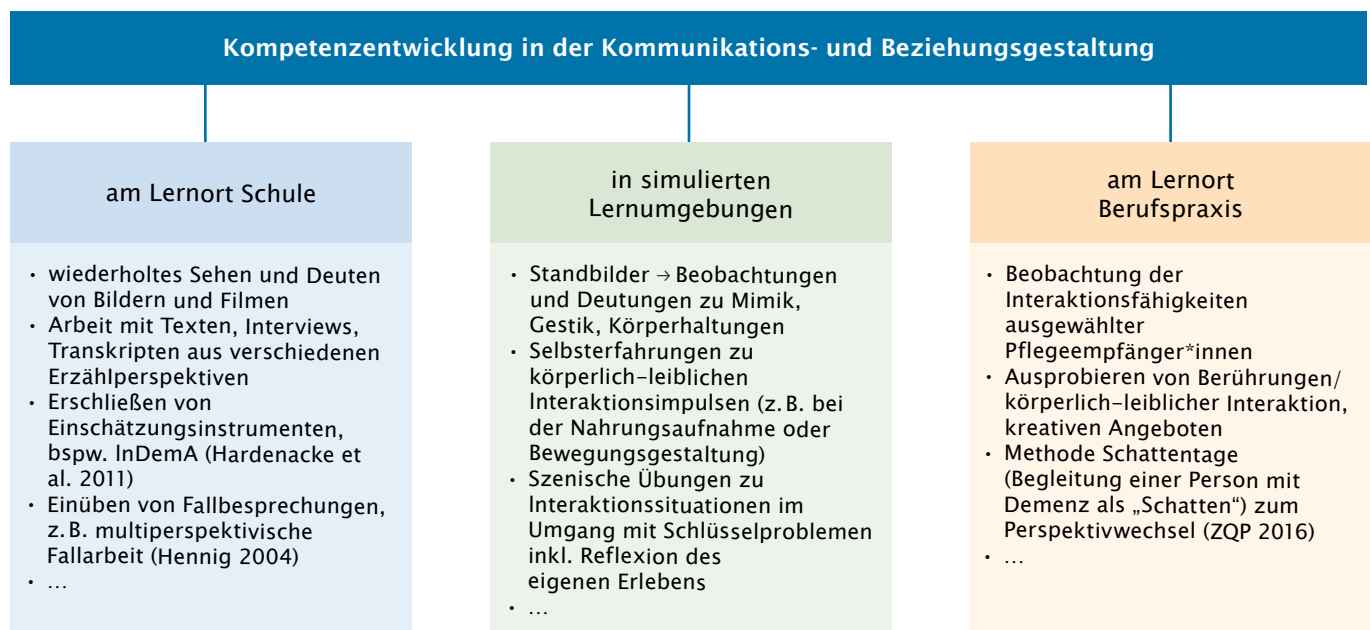 Kompetenzentwicklung in der Kommunikations- und Beziehungsgestaltung
am Lernort Schule
• wiederholtes Sehen und Deuten
von Bildern und Filmen
• Arbeit mit Texten, Interviews,
Transkripten aus verschiedenen
Erzählperspektiven
• Erschließen von
Einschätzungsinstrumenten,
bspw. InDemA (Hardenacke et
al. 2011)
• Einüben von Fallbesprechungen,
z. B. multiperspektivische
Fallarbeit (Hennig 2004)
• …
in simulierten
Lernumgebungen
• Standbilder → Beobachtungen
und Deutungen zu Mimik,
Gestik, Körperhaltungen
• Selbsterfahrungen zu
körperlich-leiblichen
Interaktionsimpulsen (z. B. bei
der Nahrungsaufnahme oder
Bewegungsgestaltung)
• Szenische Übungen zu
Interaktionssituationen im
Umgang mit Schlüsselproblemen
inkl. Reflexion des
eigenen Erlebens
• …
am Lernort
Berufspraxis
• Beobachtung der
Interaktionsfähigkeiten
ausgewählter
Pflegeempfänger*innen
• Ausprobieren von Berührungen/
körperlich-leiblicher Interaktion,
kreativen Angeboten
• Methode Schattentage
(Begleitung einer Person mit
Demenz als „Schatten“) zum
Perspektivwechsel (ZQP 2016)
• …